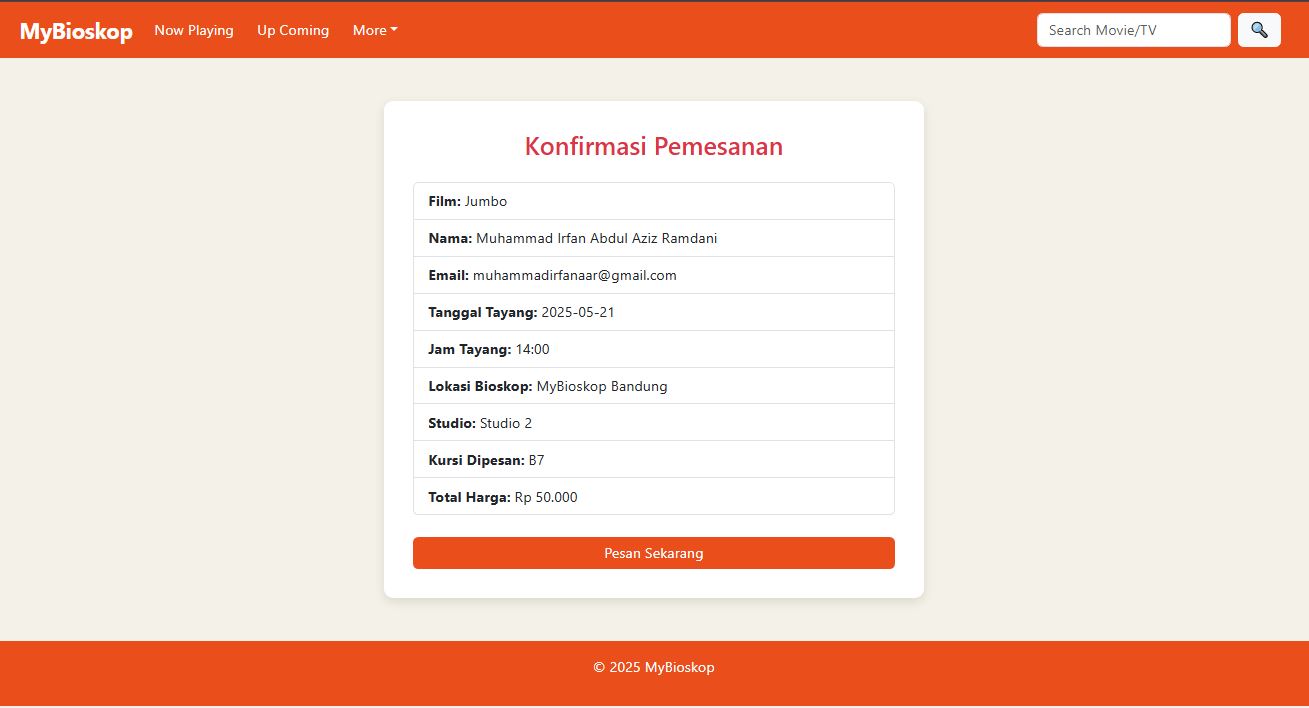 MyBioskop Now Playing Up Coming More Search Movie/TV
Konfirmasi Pemesanan
Film: Jumbo
Nama: Muhammad Irfan Abdul Aziz Ramdani
Email: muhammadirfanaar@gmail.com
Tanggal Tayang: 2025-05-21
Jam Tayang: 14:00
Lokasi Bioskop: MyBioskop Bandung
Studio: Studio 2
Kursi Dipesan: B7
Total Harga: Rp 50.000
Pesan Sekarang
© 2025 MyBioskop